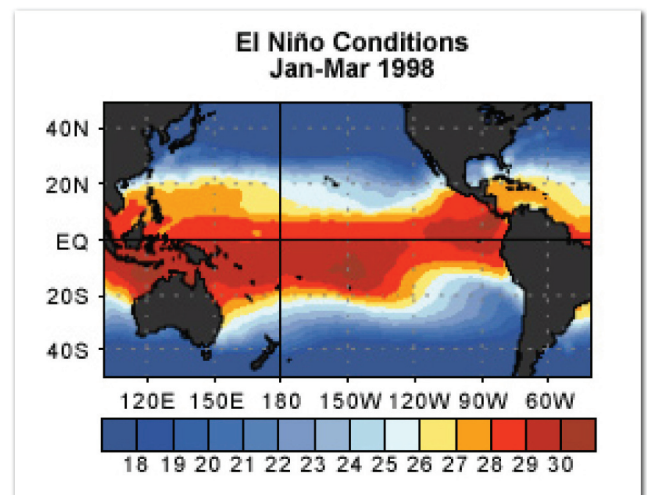 El Niño Conditions
Jan-Mar 1998
40N
20N
EQ
20S
40S
120E 150E 180 150W 120W 90W 60W
18 19 20 21 22 23 24 25 26 27 28 29 30